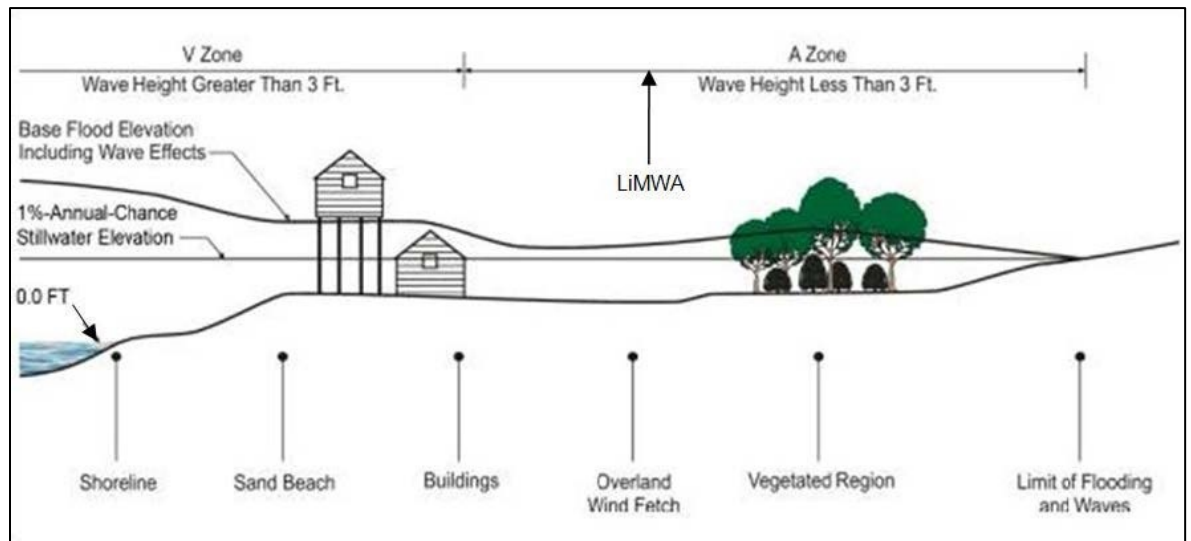 V Zone
Wave Height Greater Than 3 Ft.
A Zone
Wave Height Less Than 3 Ft.
Base Flood Elevation
Including Wave Effects
LiMWA
1%-Annual-Chance
Stillwater Elevation
0.0 FT
Shoreline
Sand Beach
Buildings
Overland
Wind Fetch
Vegetated Region
Limit of Flooding
and Waves